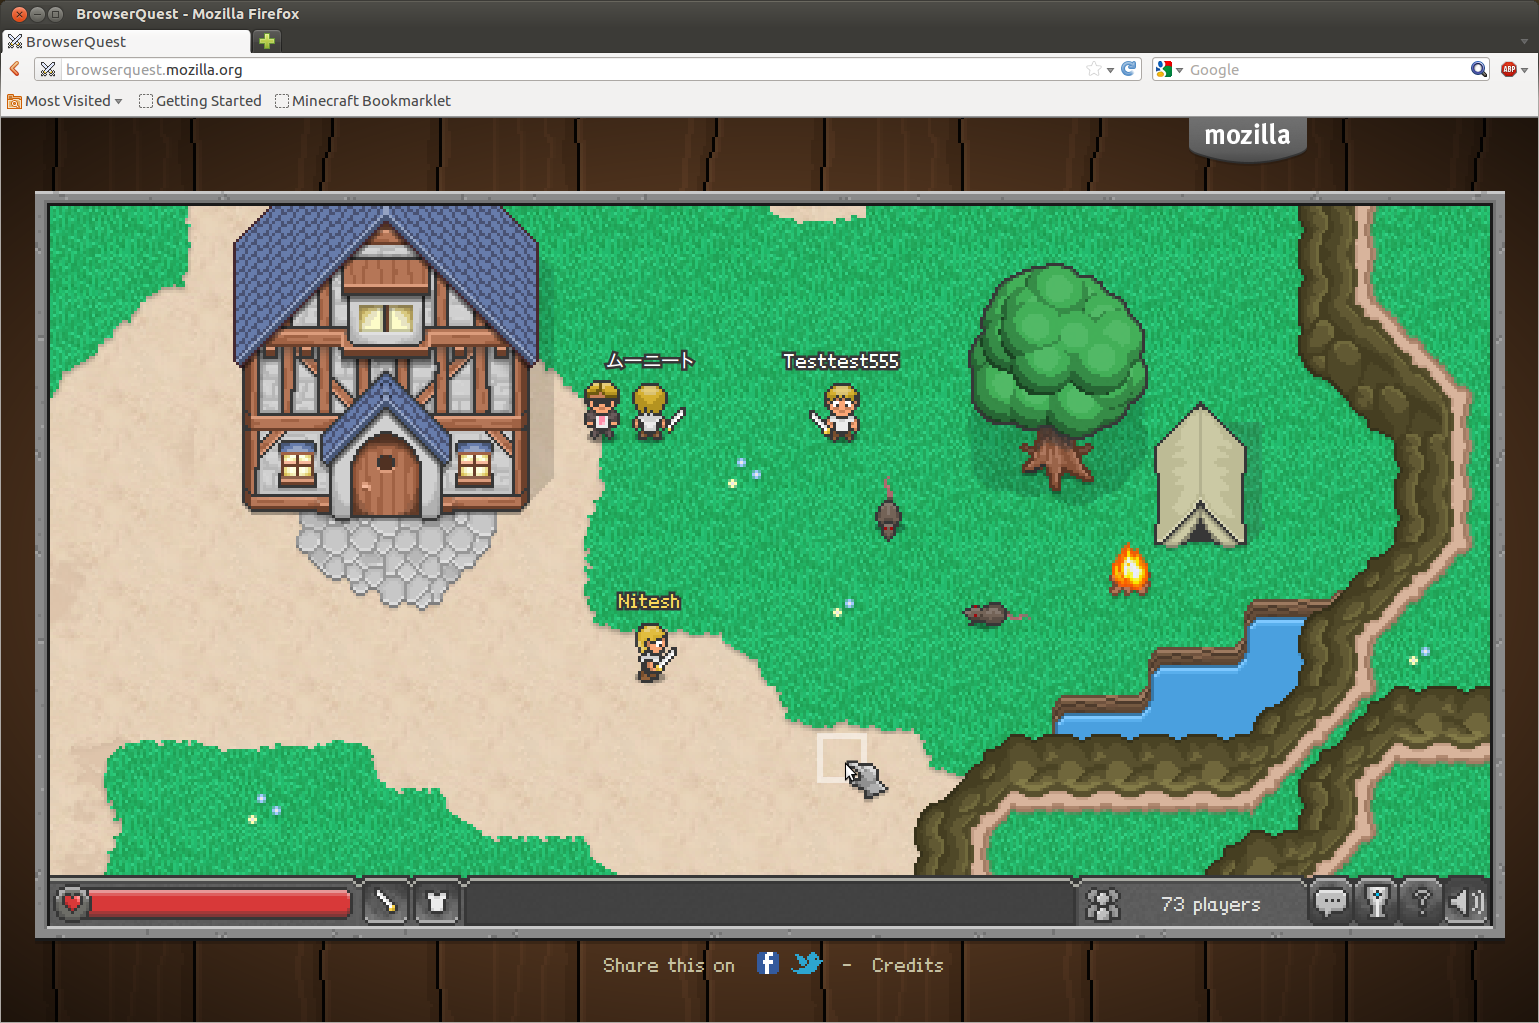 BrowserQuest - Mozilla Firefox
BrowserQuest
browserquest.mozilla.org
Google
ABP
Most Visited
Getting Started
Minecraft Bookmarklet
mozilla
ムーニート
Testtest555
Nitesh
73 players
?
Share this on f - Credits